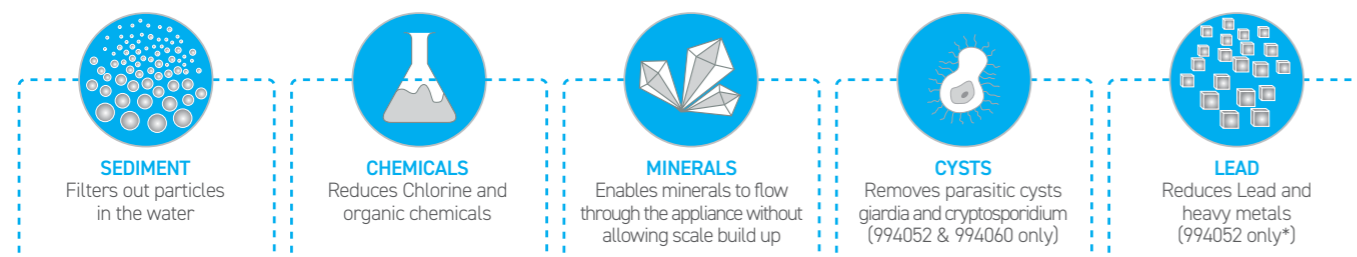 SEDIMENT
Filters out particles
in the water
CHEMICALS
Reduces Chlorine and
organic chemicals
MINERALS
Enables minerals to flow
through the appliance without
allowing scale build up
CYSTS
Removes parasitic cysts
giardia and cryptosporidium
(994052 & 994060 only)
LEAD
Reduces Lead and
heavy metals
(994052 only*)